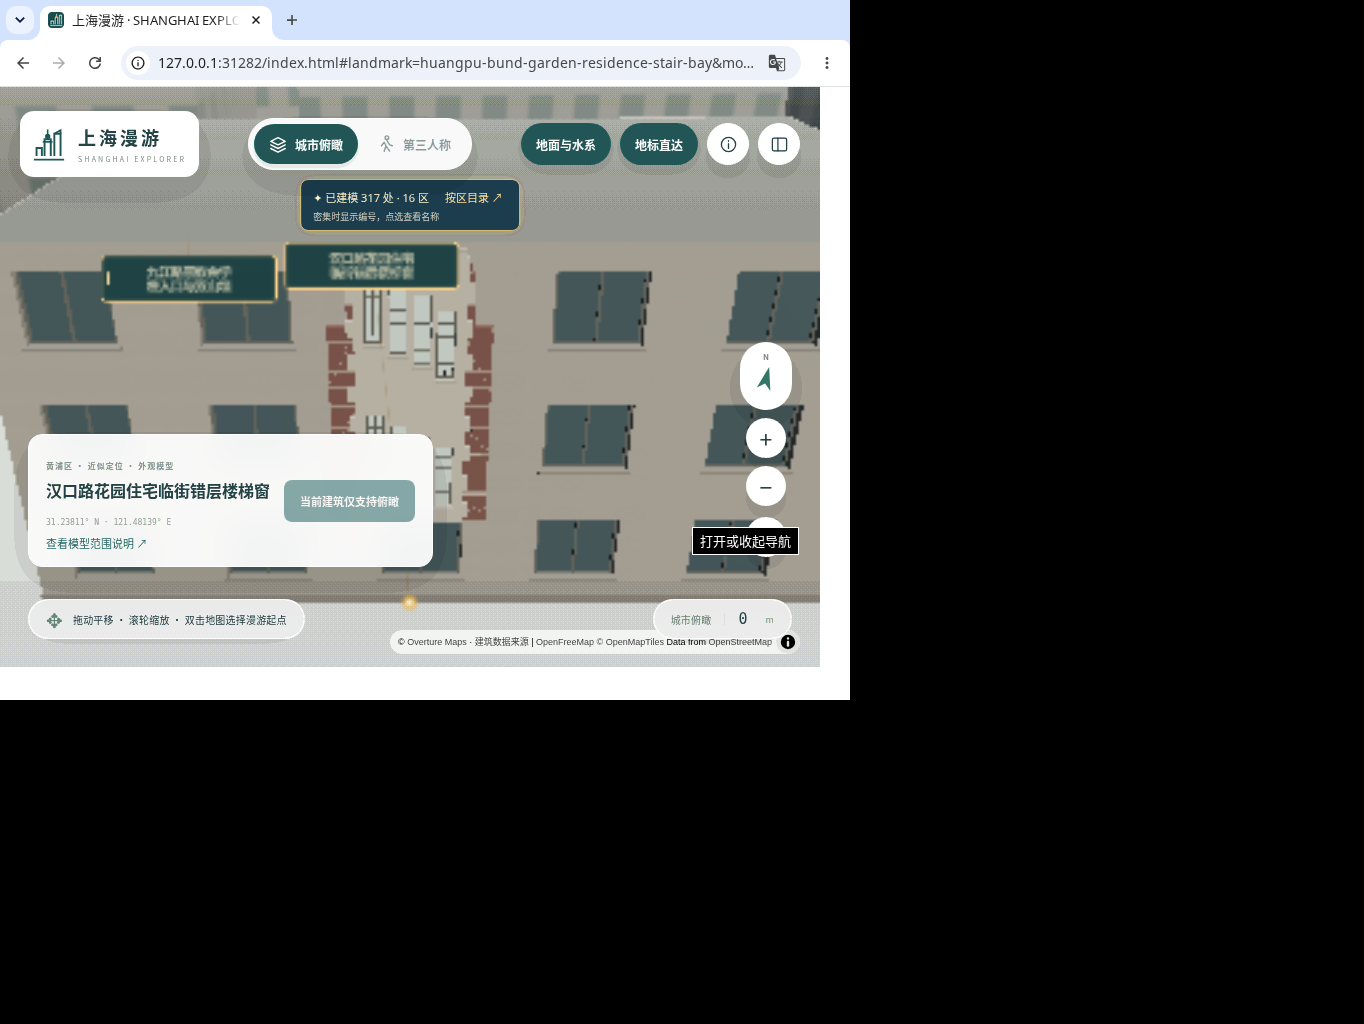 上海漫游 · SHANGHAI EXPLO
127.0.0.1:31282/index.html#landmark=huangpu-bund-garden-residence-stair-bay&mo...
上海漫游
SHANGHAI EXPLORER
城市俯瞰
第三人称
地面与水系
地标直达
✦ 已建模 317 处 · 16 区 按区目录 ↗
密集时显示编号，点选查看名称
汉口路花园住宅
N
+
−
打开或收起导航
黄浦区 · 近似定位 · 外观模型
汉口路花园住宅临街错层楼梯窗
当前建筑仅支持俯瞰
31.23811° N · 121.48139° E
查看模型范围说明 ↗
拖动平移 · 滚轮缩放 · 双击地图选择漫游起点
城市俯瞰 0 m
© Overture Maps · 建筑数据来源 | OpenFreeMap © OpenMapTiles Data from OpenStreetMap